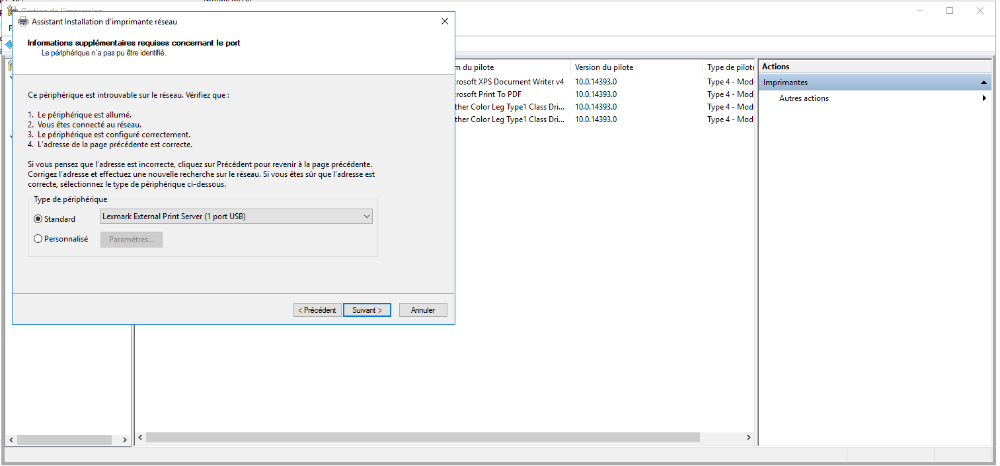 Gestion de l'impression
Assistant Installation d'imprimante réseau
Informations supplémentaires requises concernant le port
Le périphérique n'a pas pu être identifié.
Ce périphérique est introuvable sur le réseau. Vérifiez que :
1. Le périphérique est allumé.
2. Vous êtes connecté au réseau.
3. Le périphérique est configuré correctement.
4. L'adresse de la page précédente est correcte.
Si vous pensez que l'adresse est incorrecte, cliquez sur Précédent pour revenir à la page précédente.
Corrigez l'adresse et effectuez une nouvelle recherche sur le réseau. Si vous êtes sûr que l'adresse est
correcte, sélectionnez le type de périphérique ci-dessous.
Type de périphérique
Standard
Lexmark External Print Server (1 port USB)
Personnalisé
Paramètres...
< Précédent
Suivant >
Annuler
m du pilote Version du pilote Type de pilote
rosoft XPS Document Writer v4 10.0.14393.0 Type 4 - Mod
rosoft Print To PDF 10.0.14393.0 Type 4 - Mod
ther Color Leg Type1 Class Dri... 10.0.14393.0 Type 4 - Mod
ther Color Leg Type1 Class Dri... 10.0.14393.0 Type 4 - Mod
Actions
Imprimantes
Autres actions